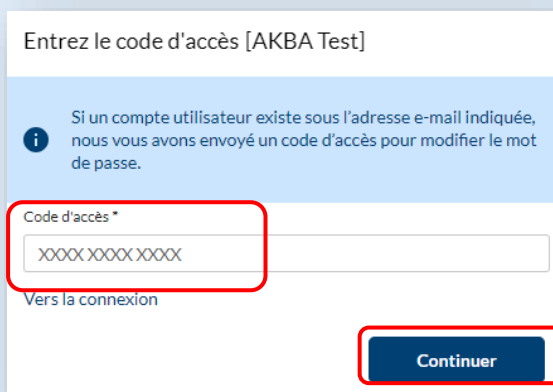 Entrez le code d'accès [AKBA Test]
Si un compte utilisateur existe sous l’adresse e-mail indiquée,
nous vous avons envoyé un code d’accès pour modifier le mot
de passe.
Code d'accès *
XXXX XXXX XXXX
Vers la connexion
Continuer